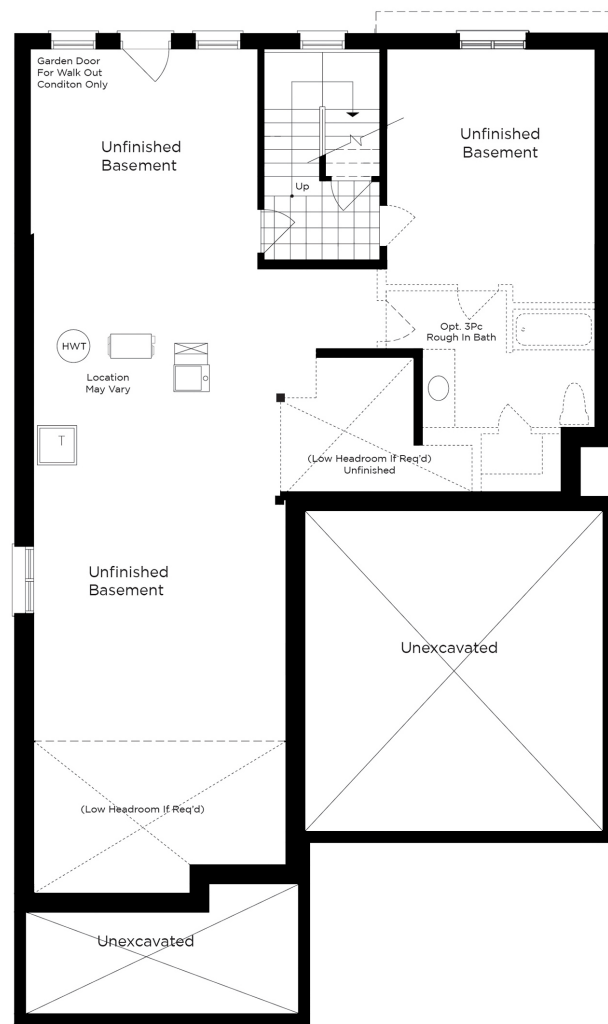 Garden Door
For Walk Out
Conditon Only
Unfinished
Basement
Unfinished
Basement
Up
Opt. 3Pc
Rough In Bath
HWT
Location
May Vary
T
(Low Headroom If Req'd)
Unfinished
Unfinished
Basement
Unexcavated
(Low Headroom If Req'd)
Unexcavated